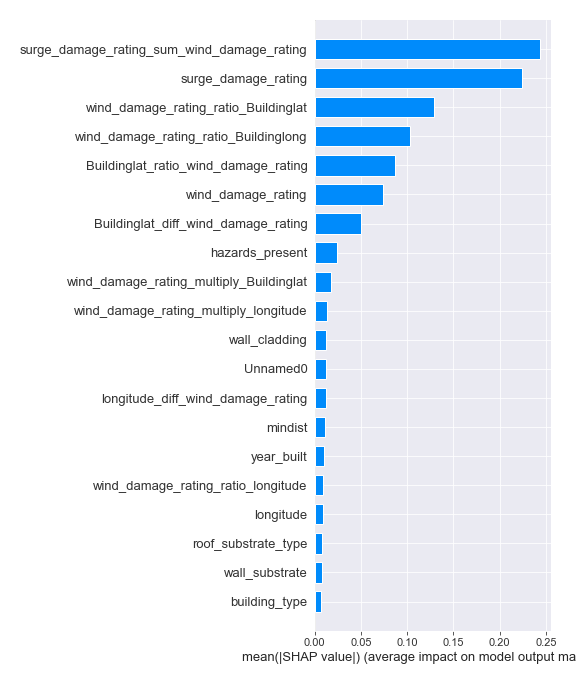 surge_damage_rating_sum_wind_damage_rating
surge_damage_rating
wind_damage_rating_ratio_Buildinglat
wind_damage_rating_ratio_Buildinglong
Buildinglat_ratio_wind_damage_rating
wind_damage_rating
Buildinglat_diff_wind_damage_rating
hazards_present
wind_damage_rating_multiply_Buildinglat
wind_damage_rating_multiply_longitude
wall_cladding
Unnamed0
longitude_diff_wind_damage_rating
mindist
year_built
wind_damage_rating_ratio_longitude
longitude
roof_substrate_type
wall_substrate
building_type
0.00 0.05 0.10 0.15 0.20 0.25
mean(|SHAP value|) (average impact on model output ma